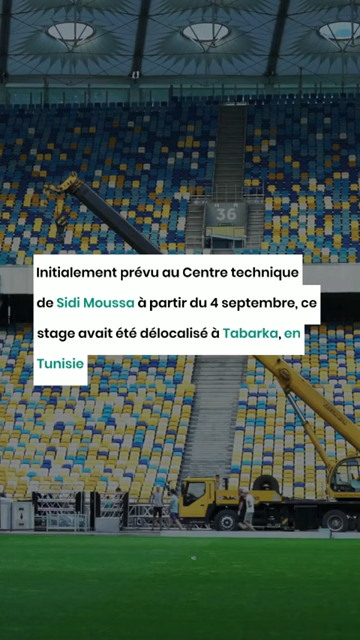 36
Initialement prévu au Centre technique
de Sidi Moussa à partir du 4 septembre, ce
stage avait été délocalisé à Tabarka, en
Tunisie